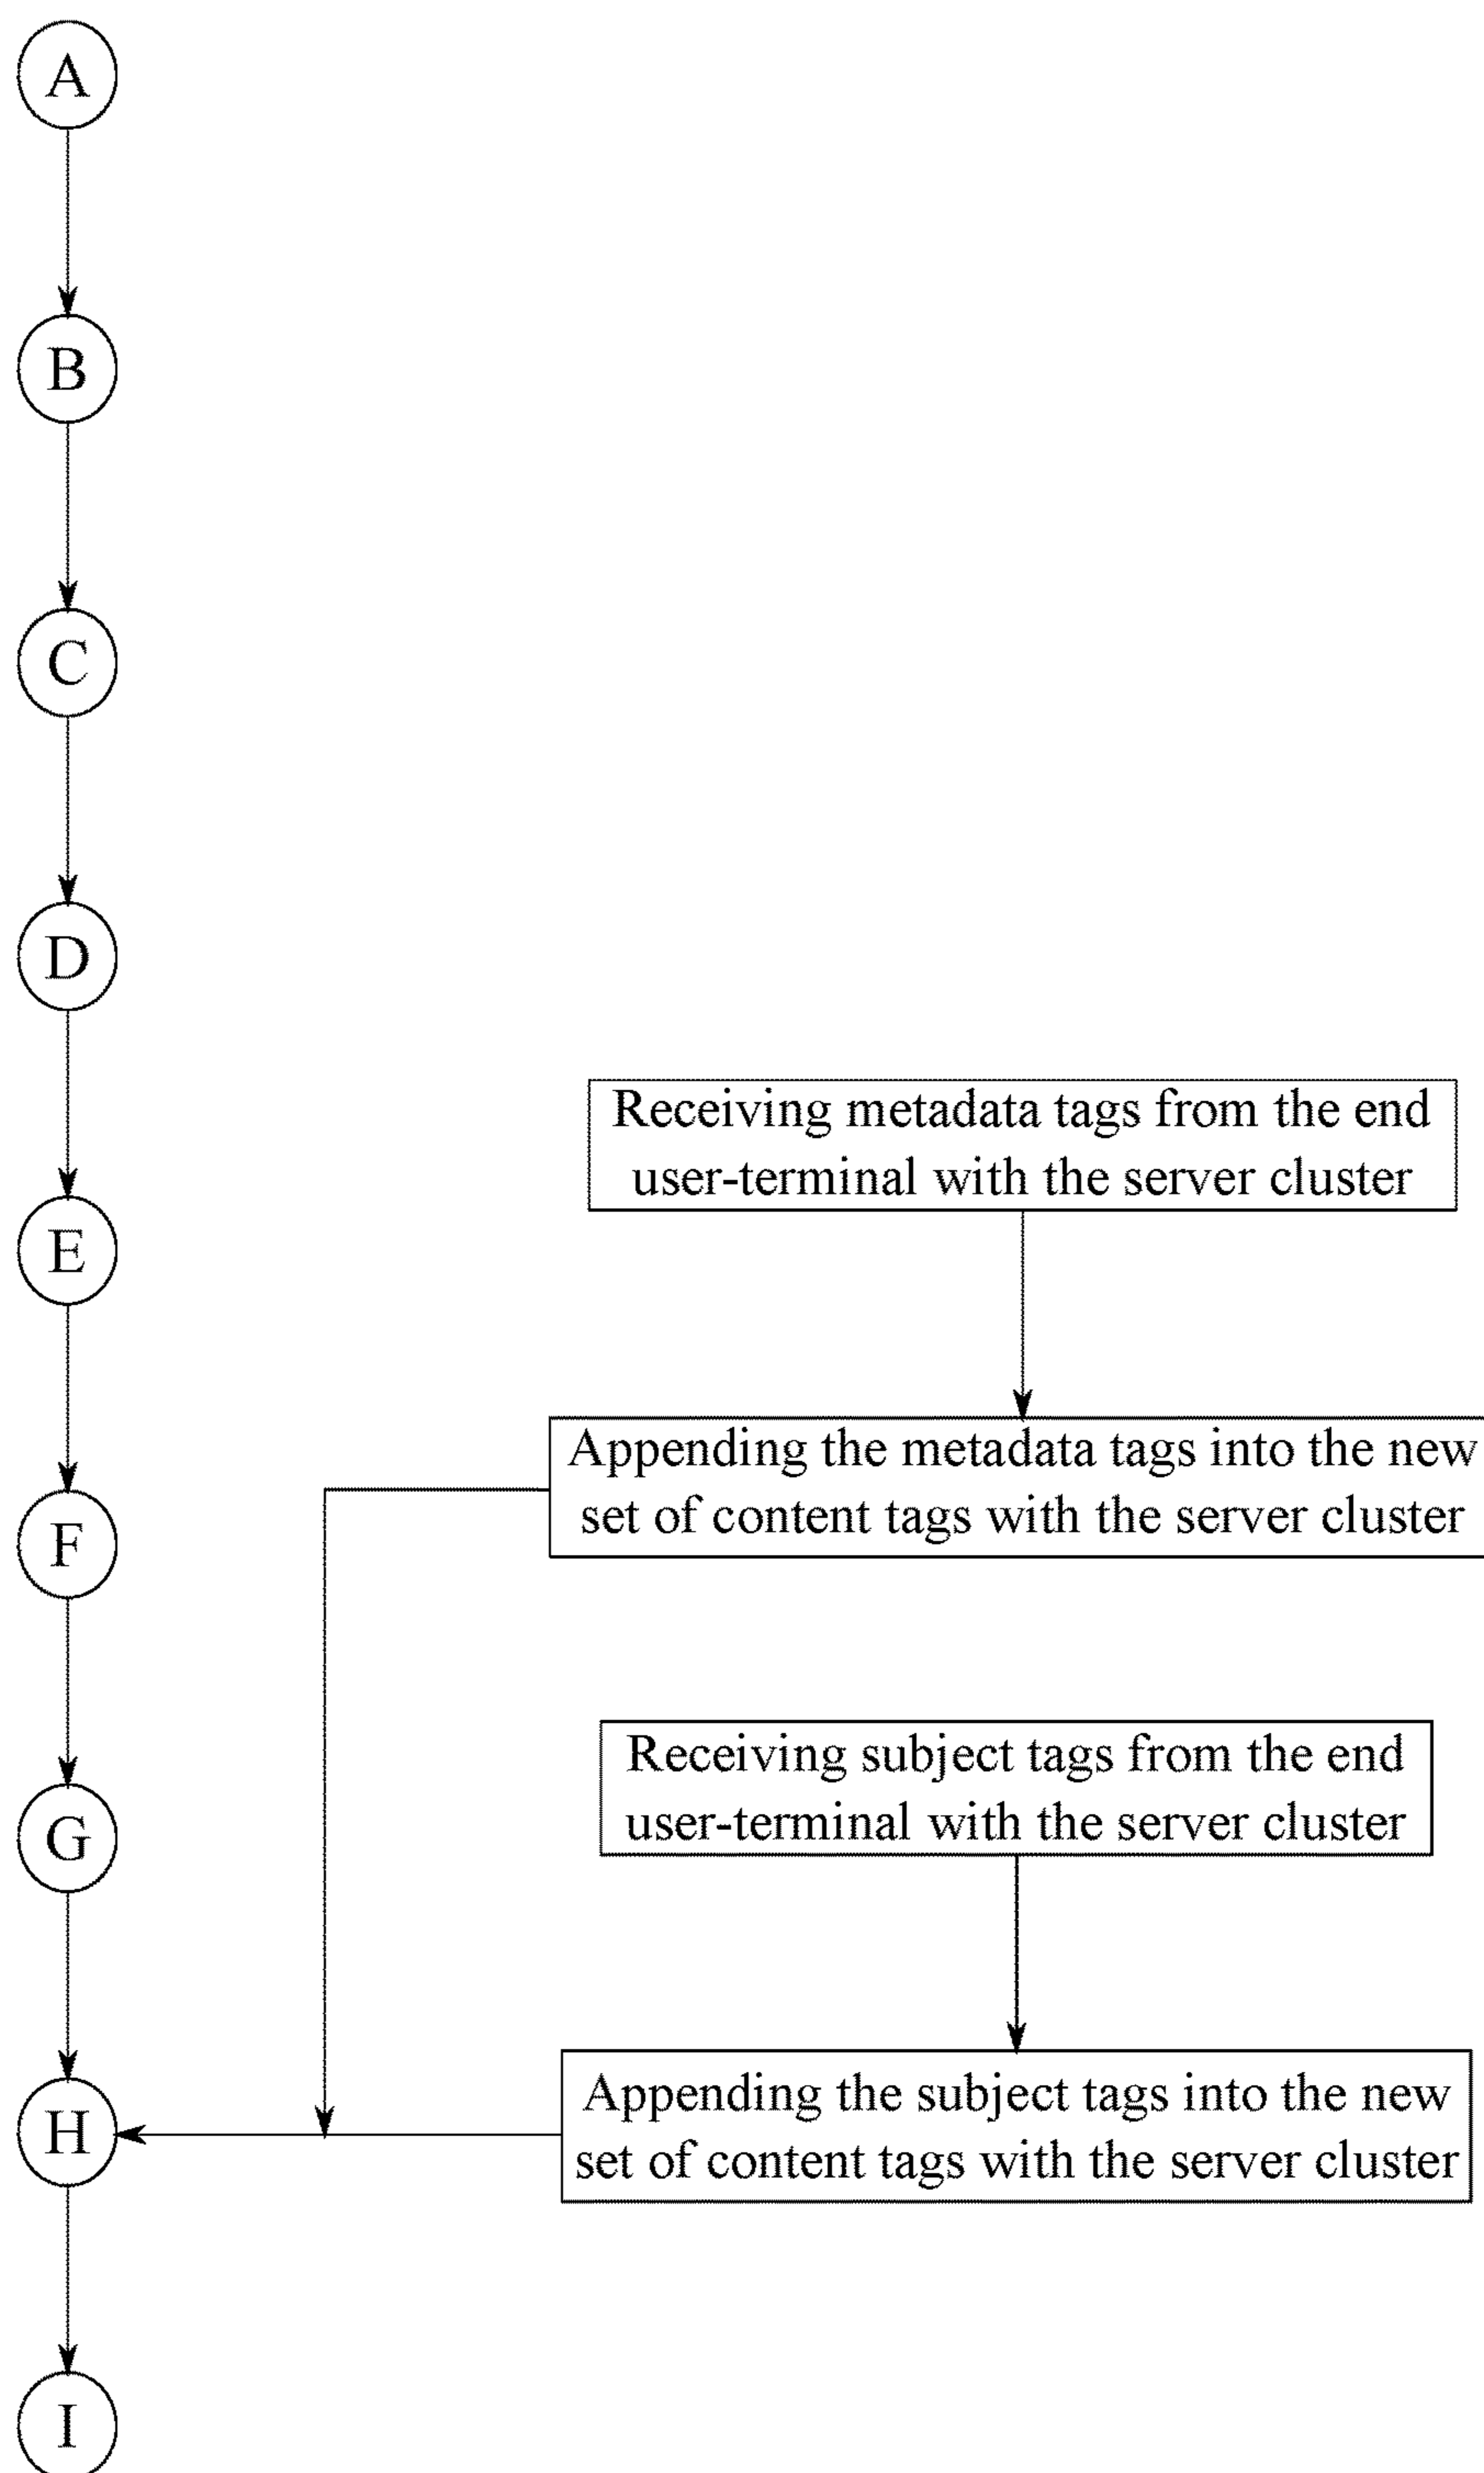 A
B
C
D
Receiving metadata tags from the end
user-terminal with the server cluster
E
Appending the metadata tags into the new
set of content tags with the server cluster
F
Receiving subject tags from the end
user-terminal with the server cluster
G
Appending the subject tags into the new
set of content tags with the server cluster
H
I